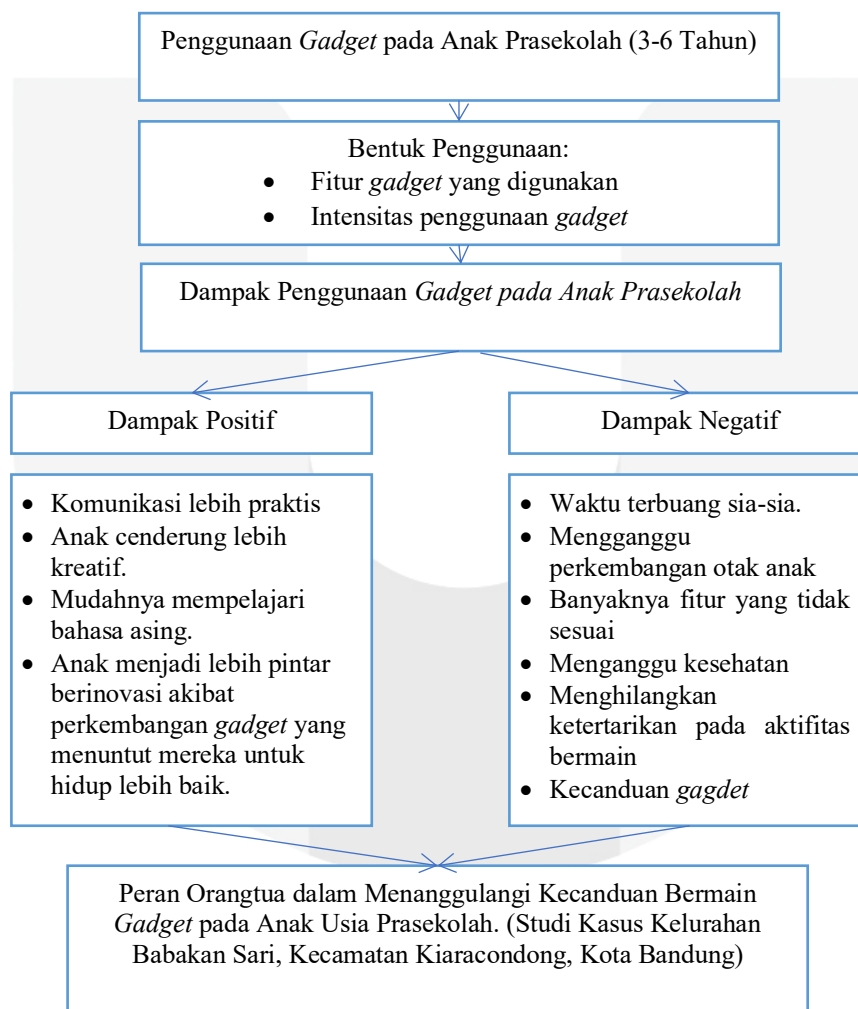 Penggunaan Gadget pada Anak Prasekolah (3-6 Tahun)
Bentuk Penggunaan:
• Fitur gadget yang digunakan
• Intensitas penggunaan gadget
Dampak Penggunaan Gadget pada Anak Prasekolah
Dampak Positif
• Komunikasi lebih praktis
• Anak cenderung lebih
kreatif.
• Mudahnya mempelajari
bahasa asing.
• Anak menjadi lebih pintar
berinovasi akibat
perkembangan gadget yang
menuntut mereka untuk
hidup lebih baik.
Dampak Negatif
• Waktu terbuang sia-sia.
• Mengganggu
perkembangan otak anak
• Banyaknya fitur yang tidak
sesuai
• Menganggu kesehatan
• Menghilangkan
ketertarikan pada aktifitas
bermain
• Kecanduan gagdet
Peran Orangtua dalam Menanggulangi Kecanduan Bermain
Gadget pada Anak Usia Prasekolah. (Studi Kasus Kelurahan
Babakan Sari, Kecamatan Kiaracondong, Kota Bandung)